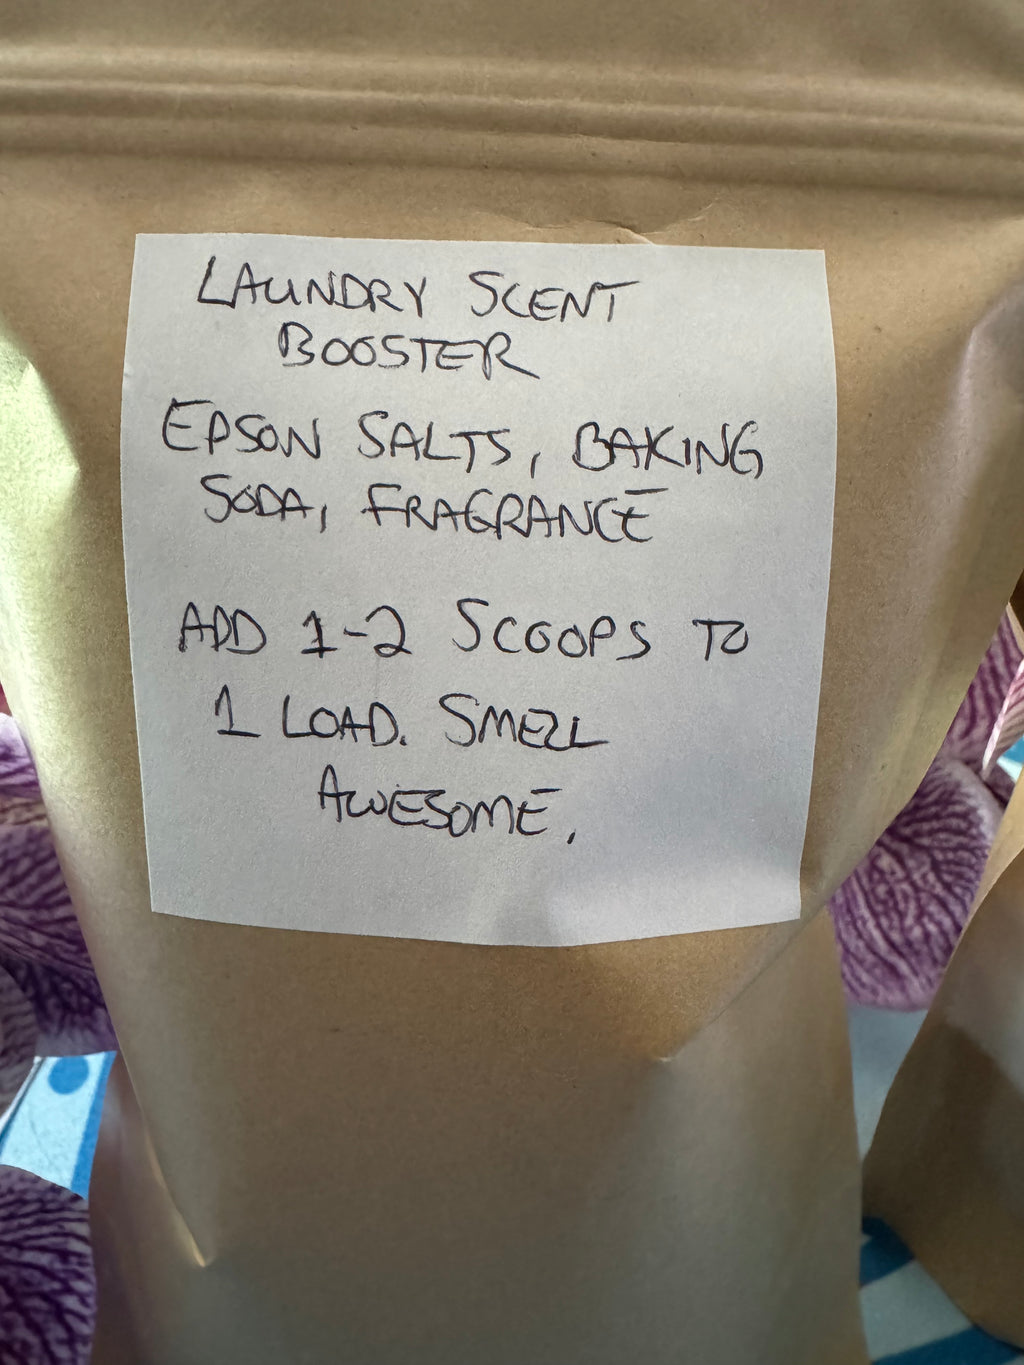 LAUNDRY SCENT
BOOSTER
EPSON SALTS, BAKING
SODA, FRAGRANCE
ADD 1-2 SCOOPS TO
1 LOAD. SMELL
AWESOME.